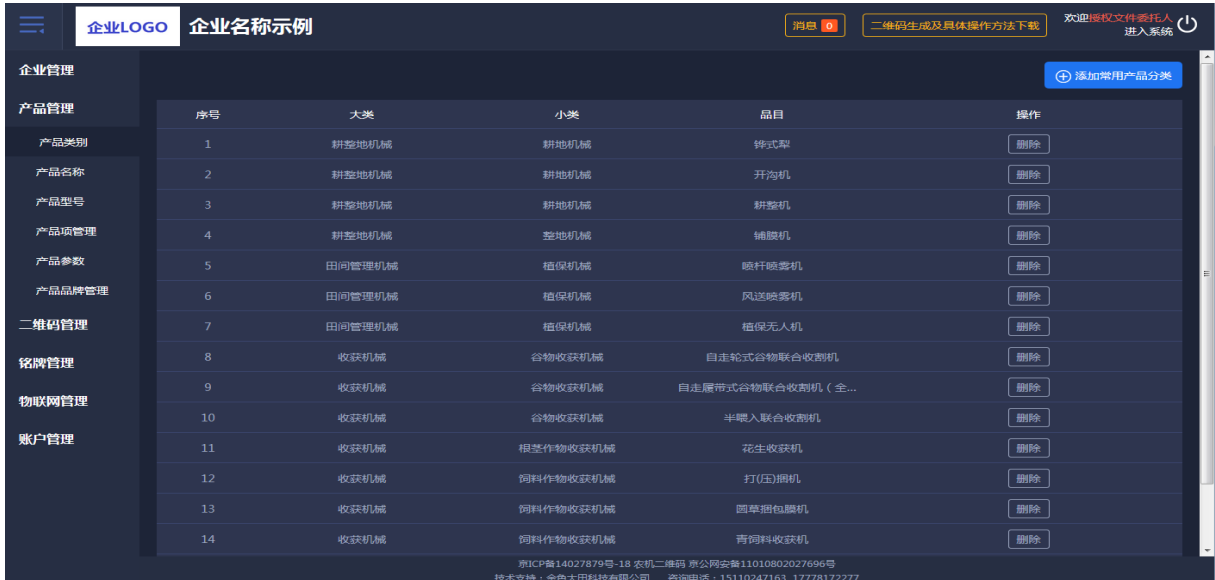 企业LOGO 企业名称示例 消息 0 二维码生成及具体操作方法下载 欢迎授权文件委托人
进入系统
企业管理
添加常用产品分类
产品管理
产品类别
产品名称
产品型号
产品项管理
产品参数
产品品牌管理
二维码管理
铭牌管理
物联网管理
账户管理
序号 大类 小类 品目 操作
1 耕整地机械 耕地机械 铧式犁 删除
2 耕整地机械 耕地机械 开沟机 删除
3 耕整地机械 耕地机械 耕整机 删除
4 耕整地机械 整地机械 铺膜机 删除
5 田间管理机械 植保机械 喷杆喷雾机 删除
6 田间管理机械 植保机械 风送喷雾机 删除
7 田间管理机械 植保机械 植保无人机 删除
8 收获机械 谷物收获机械 自走轮式谷物联合收割机 删除
9 收获机械 谷物收获机械 自走履带式谷物联合收割机（全... 删除
10 收获机械 谷物收获机械 半喂入联合收割机 删除
11 收获机械 根茎作物收获机械 花生收获机 删除
12 收获机械 饲料作物收获机械 打(压)捆机 删除
13 收获机械 饲料作物收获机械 圆草捆包膜机 删除
14 收获机械 饲料作物收获机械 青饲料收获机 删除
京ICP备14027879号-18 农机二维码 京公网安备11010802027696号
技术支持：金色大田科技有限公司 咨询电话：15110247163 17778172277